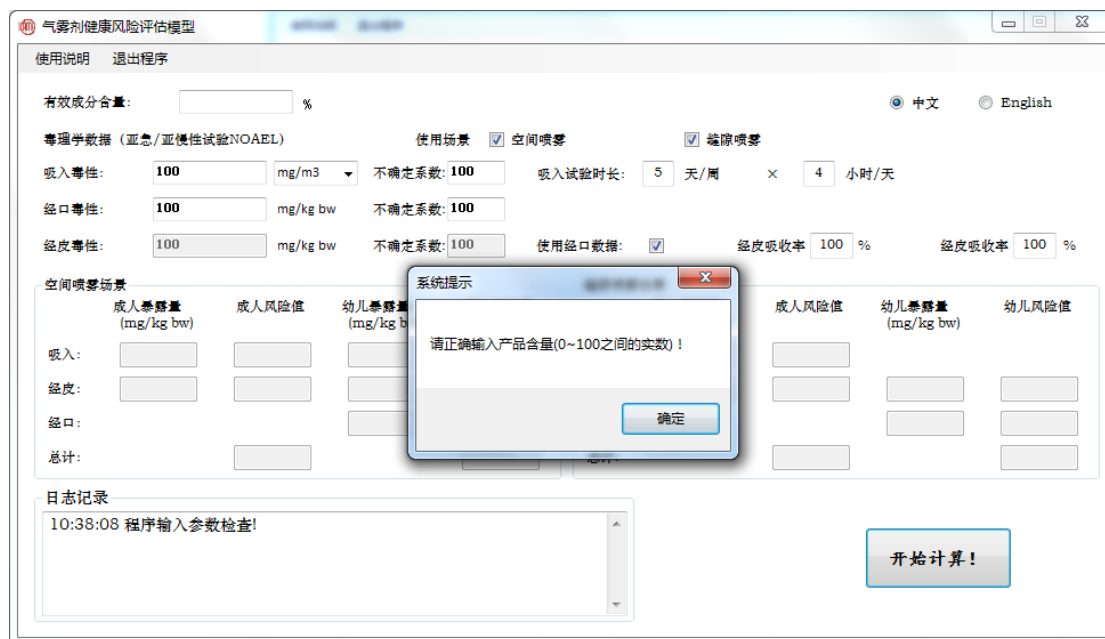 气雾剂健康风险评估模型
使用说明 退出程序
有效成分含量: % 中文 English
毒理学数据 (亚急/亚慢性试验NOAEL) 使用场景 空间喷雾 缝隙喷雾
吸入毒性: 100 mg/m3 不确定系数: 100 吸入试验时长: 5 天/周 × 4 小时/天
经口毒性: 100 mg/kg bw 不确定系数: 100
经皮毒性: 100 mg/kg bw 不确定系数: 100 使用经口数据: 经皮吸收率 100 % 经皮吸收率 100 %
空间喷雾场景
成人暴露量 成人风险值 幼儿暴露量 成人风险值 幼儿暴露量 幼儿风险值
(mg/kg bw) (mg/kg b (mg/kg bw)
吸入:
经皮:
经口:
总计:
系统提示
请正确输入产品含量(0~100之间的实数)!
确定
日志记录
10:38:08 程序输入参数检查!
开始计算!